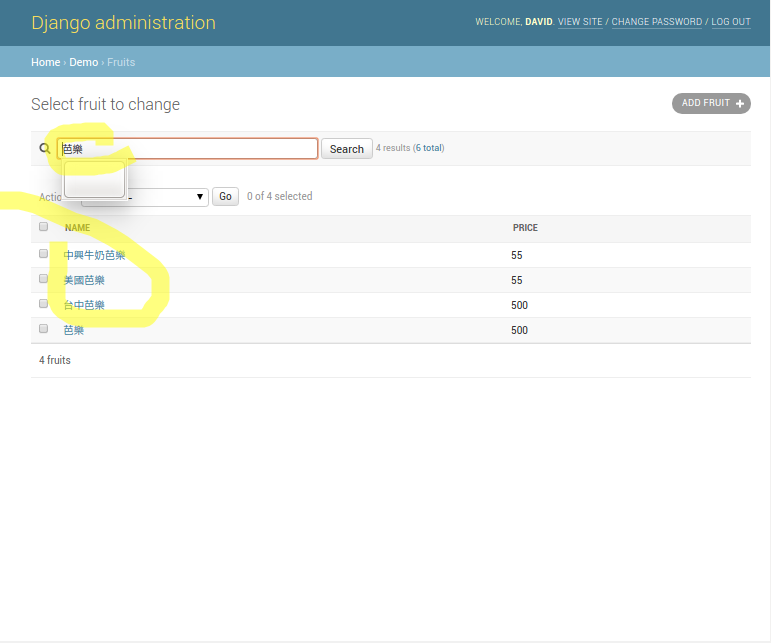 Django administration
WELCOME, DAVID. VIEW SITE / CHANGE PASSWORD / LOG OUT
Home › Demo › Fruits
Select fruit to change
ADD FRUIT +
芭樂 Search 4 results (6 total)
Go 0 of 4 selected
NAME PRICE
中興牛奶芭樂 55
美國芭樂 55
台中芭樂 500
芭樂 500
4 fruits